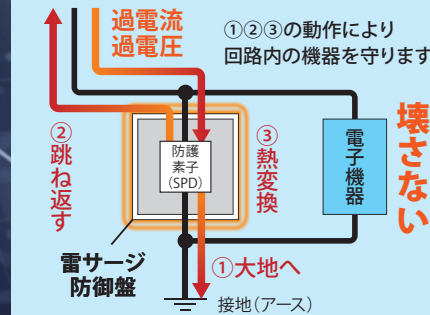 過電流
過電圧
①②③の動作により
回路内の機器を守ります
②跳ね返す
防護
素子
(SPD)
③熱変換
電子機器
壊さない
雷サージ
防御盤
①大地へ
接地(アース)